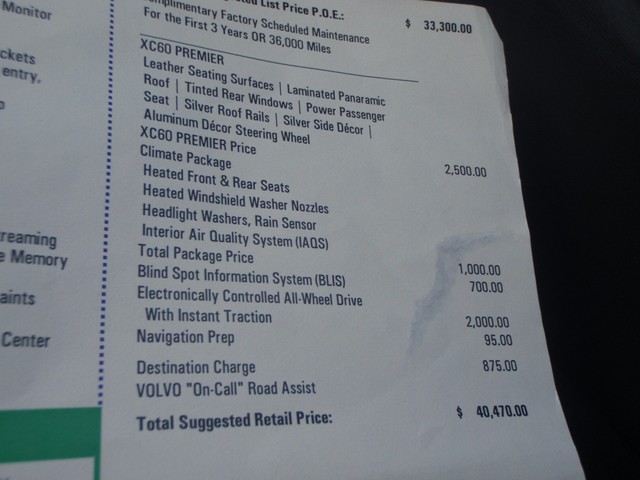 Monitor
ckets
entry,
reaming
e Memory
aints
Center
List Price P.O.E.: $ 33,300.00
mplimentary Factory Scheduled Maintenance
For the First 3 Years OR 36,000 Miles
XC60 PREMIER
Leather Seating Surfaces | Laminated Panaramic
Roof | Tinted Rear Windows | Power Passenger
Seat | Silver Roof Rails | Silver Side Décor |
Aluminum Décor Steering Wheel
XC60 PREMIER Price 2,500.00
Climate Package
Heated Front & Rear Seats
Heated Windshield Washer Nozzles
Headlight Washers, Rain Sensor
Interior Air Quality System (IAQS)
Total Package Price 1,000.00
Blind Spot Information System (BLIS) 700.00
Electronically Controlled All-Wheel Drive
With Instant Traction 2,000.00
Navigation Prep 95.00
Destination Charge 875.00
VOLVO "On-Call" Road Assist
Total Suggested Retail Price: $ 40,470.00